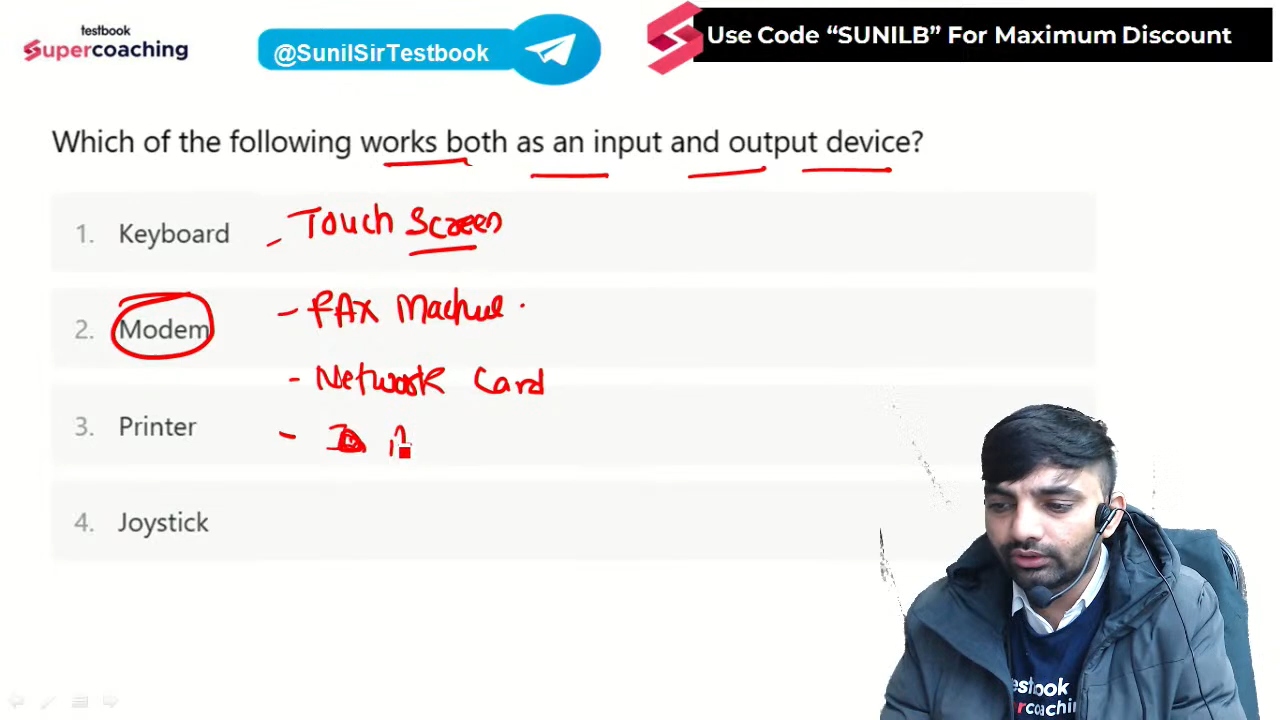 testbook
Supercoaching
@SunilSirTestbook
Use Code “SUNILB” For Maximum Discount
Which of the following works both as an input and output device?
1. Keyboard
- Touch Screen
2. Modem
- FAX Machine
- Network Card
3. Printer
4. Joystick
testbook
supercoachin